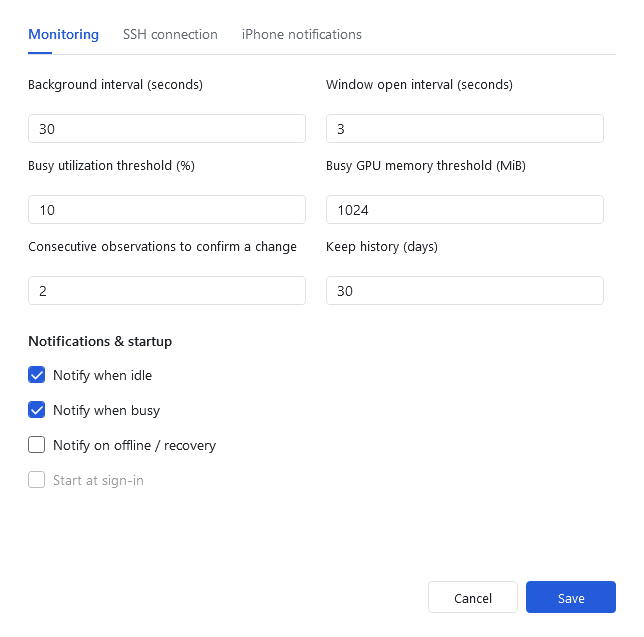 Monitoring SSH connection iPhone notifications
Background interval (seconds) Window open interval (seconds)
30 3
Busy utilization threshold (%) Busy GPU memory threshold (MiB)
10 1024
Consecutive observations to confirm a change Keep history (days)
2 30
Notifications & startup
Notify when idle
Notify when busy
Notify on offline / recovery
Start at sign-in
Cancel Save